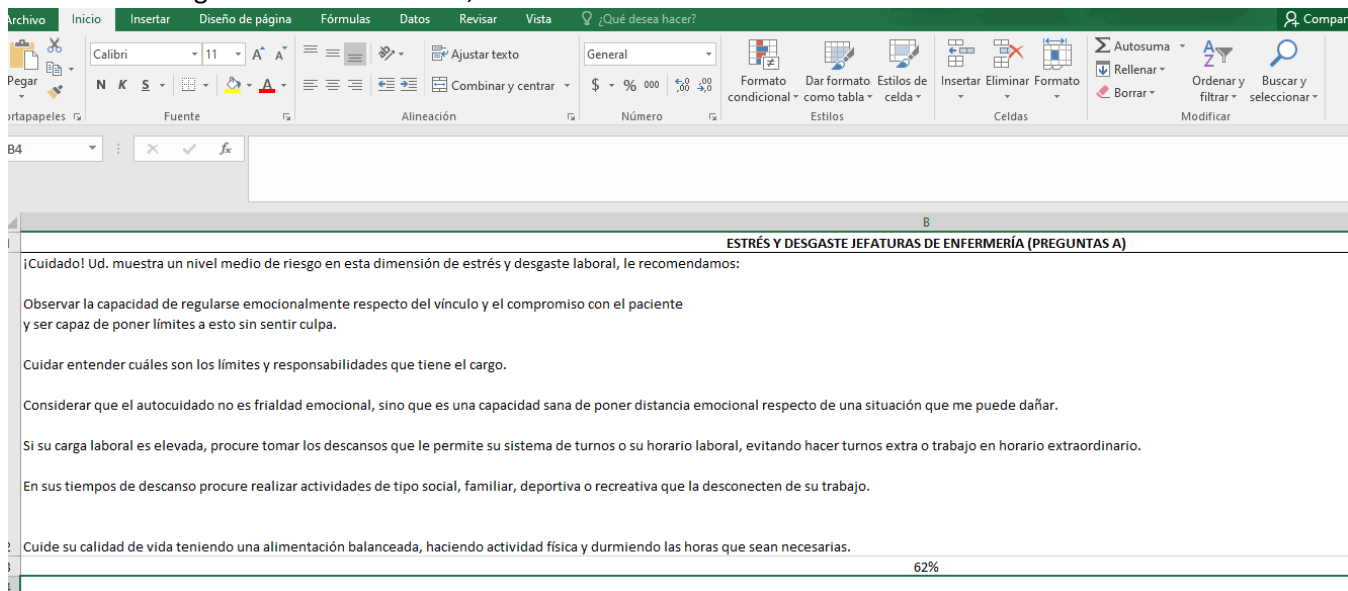 Archivo Inicio Insertar Diseño de página Fórmulas Datos Revisar Vista ¿Qué desea hacer? Compar
Pegar
Calibri 11 A A
N K S A
Ajustar texto
Combinar y centrar
General
$ % 000
Formato condicional
Dar formato como tabla
Estilos de celda
Insertar Eliminar Formato
Autosuma
Rellenar
Borrar
Ordenar y filtrar
Buscar y seleccionar
ortapapeles Fuente Alineación Número Estilos Celdas Modificar
B4 fx
B
ESTRÉS Y DESGASTE JEFATURAS DE ENFERMERÍA (PREGUNTAS A)
¡Cuidado! Ud. muestra un nivel medio de riesgo en esta dimensión de estrés y desgaste laboral, le recomendamos:
Observar la capacidad de regularse emocionalmente respecto del vínculo y el compromiso con el paciente
y ser capaz de poner límites a esto sin sentir culpa.
Cuidar entender cuáles son los límites y responsabilidades que tiene el cargo.
Considerar que el autocuidado no es frialdad emocional, sino que es una capacidad sana de poner distancia emocional respecto de una situación que me puede dañar.
Si su carga laboral es elevada, procure tomar los descansos que le permite su sistema de turnos o su horario laboral, evitando hacer turnos extra o trabajo en horario extraordinario.
En sus tiempos de descanso procure realizar actividades de tipo social, familiar, deportiva o recreativa que la desconecten de su trabajo.
Cuide su calidad de vida teniendo una alimentación balanceada, haciendo actividad física y durmiendo las horas que sean necesarias.
62%